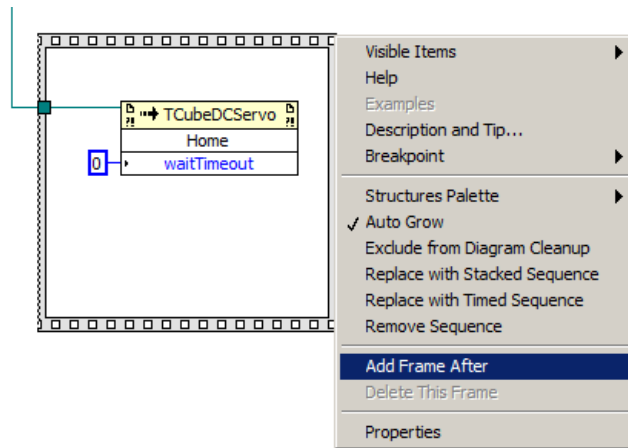 TCubeDCServo
Home
0
waitTimeout
Visible Items
Help
Examples
Description and Tip...
Breakpoint
Structures Palette
Auto Grow
Exclude from Diagram Cleanup
Replace with Stacked Sequence
Replace with Timed Sequence
Remove Sequence
Add Frame After
Delete This Frame
Properties